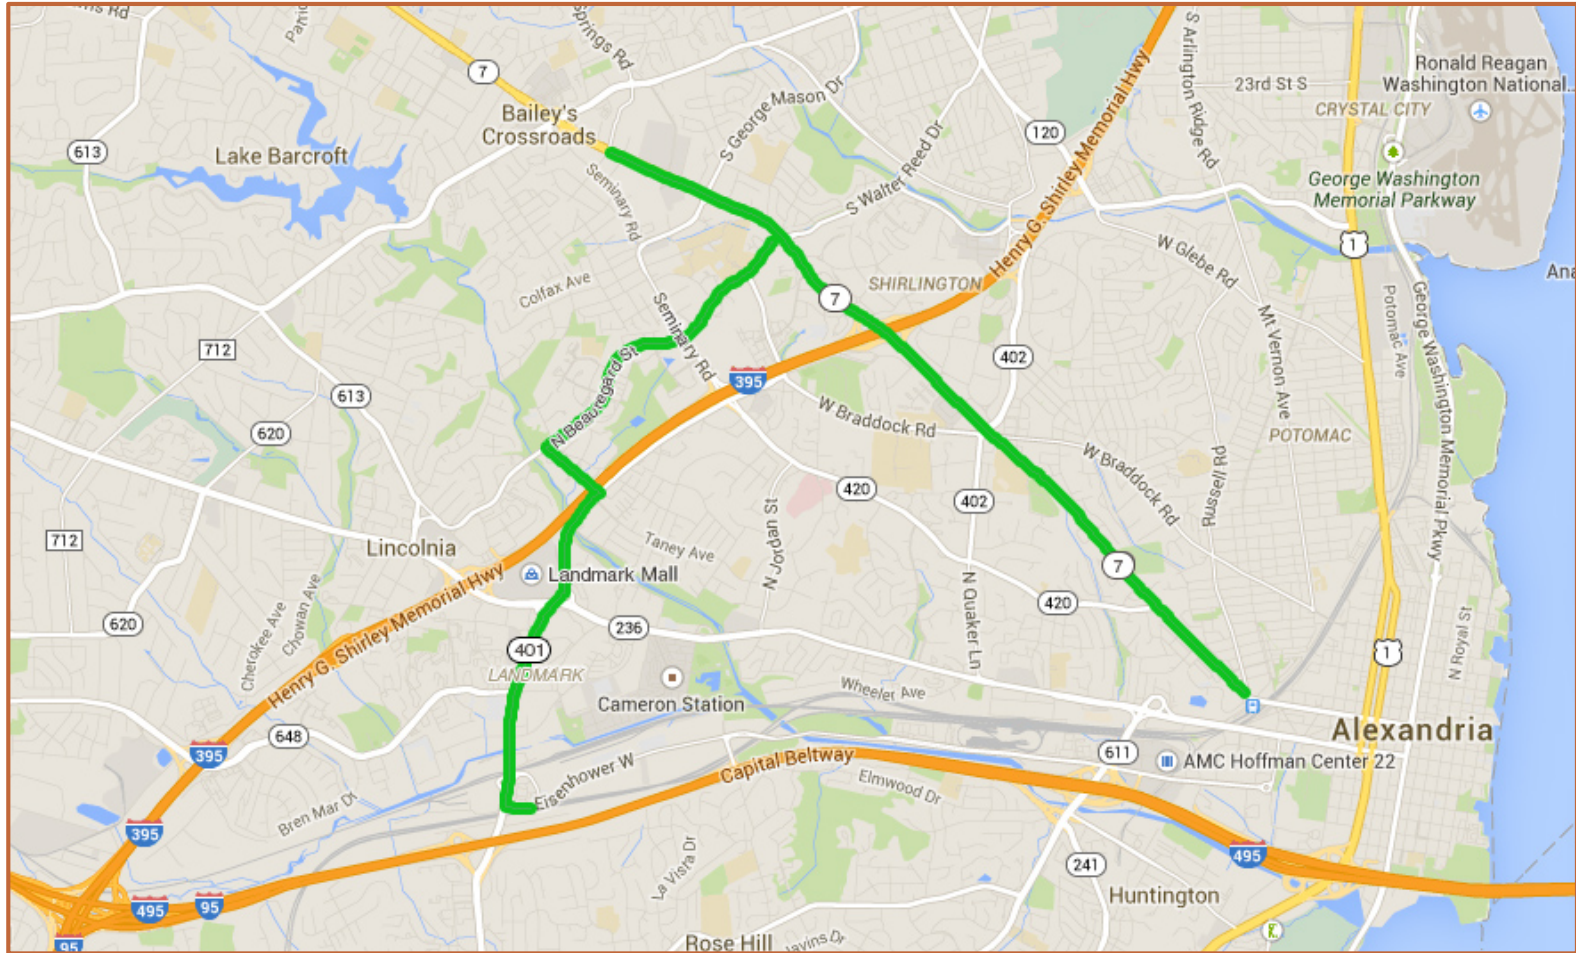 Springs Rd
S Arlington Ridge Rd
7
Bailey's
Crossroads
S George Mason Dr
Henry G. Shirley Memorial Hwy
23rd St S
Ronald Reagan
Washington National...
CRYSTAL CITY
613
Lake Barcroft
Seminary Rd
S Walter Reed Dr
120
George Washington
Memorial Parkway
1
W Glebe Rd
SHIRLINGTON
Colfax Ave
7
Seminary Rd
Mt Vernon Ave
Potomac Ave
George Washington Memorial Pkwy
712
N Beauregard St
395
402
613
620
W Braddock Rd
POTOMAC
W Braddock Rd
Russell Rd
420
402
N Jordan St
712
Lincolnia
Taney Ave
Landmark Mall
7
Henry G. Shirley Memorial Hwy
N Quaker Ln
420
620
Cherokee Ave
Chowan Ave
236
401
LANDMARK
1
N Royal St
Cameron Station
Wheeler Ave
Alexandria
648
395
611
AMC Hoffman Center 22
Eisenhower W
Capital Beltway
Elmwood Dr
Bren Mar Dr
395
La Vista Dr
495
241
495
95
Huntington
95
Rose Hill